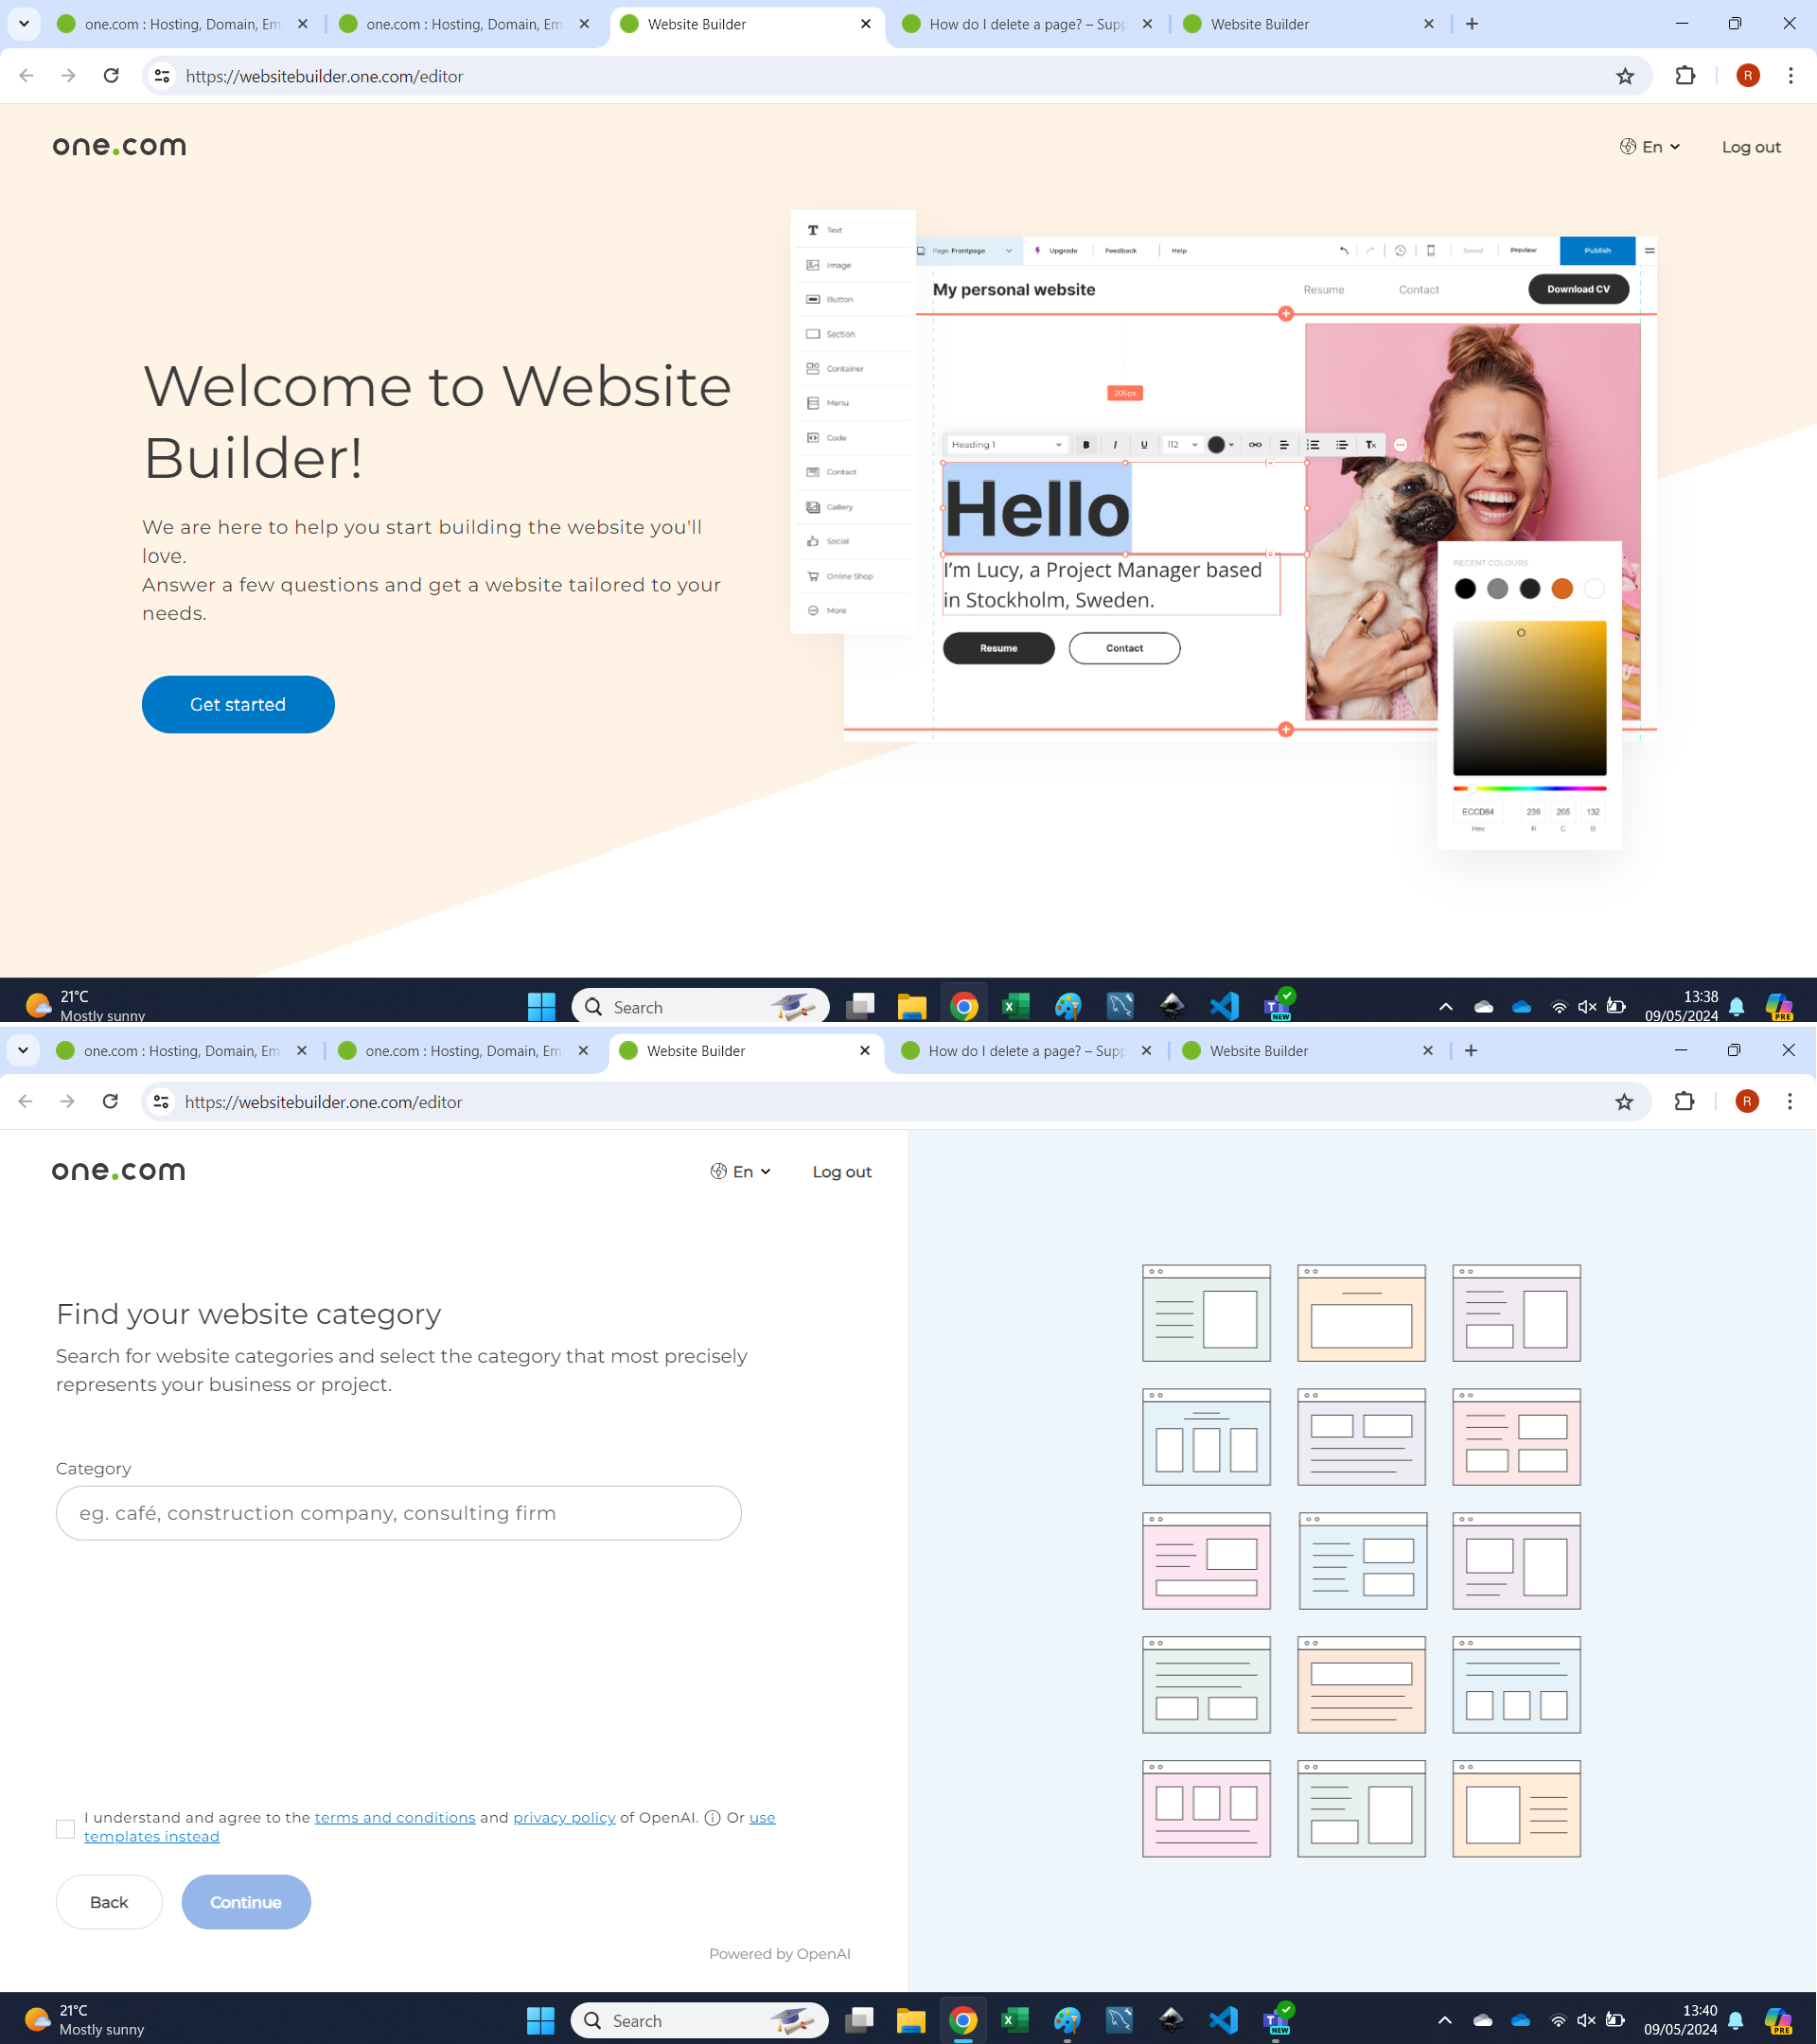 one.com : Hosting, Domain, Em
one.com : Hosting, Domain, Em
Website Builder
How do I delete a page? – Supp
Website Builder
https://websitebuilder.one.com/editor
R
one.com
En
Log out
Welcome to Website
Builder!
We are here to help you start building the website you'll
love.
Answer a few questions and get a website tailored to your
needs.
Get started
Text
Image
Button
Section
Container
Menu
Code
Contact
Gallery
Social
Online Shop
More
Page: Frontpage
Upgrade
Feedback
Help
Saved
Preview
Publish
My personal website
Resume
Contact
Download CV
205px
Heading 1
B
I
U
112
Tx
Hello
I'm Lucy, a Project Manager based
in Stockholm, Sweden.
Resume
Contact
RECENT COLOURS
ECCD84
236
205
132
Hex
R
G
B
21°C
Mostly sunny
Search
NEW
13:38
09/05/2024
PRE
one.com : Hosting, Domain, Em
one.com : Hosting, Domain, Em
Website Builder
How do I delete a page? – Supp
Website Builder
https://websitebuilder.one.com/editor
R
one.com
En
Log out
Find your website category
Search for website categories and select the category that most precisely
represents your business or project.
Category
eg. café, construction company, consulting firm
I understand and agree to the terms and conditions and privacy policy of OpenAI. Or use
templates instead
Back
Continue
Powered by OpenAI
21°C
Mostly sunny
Search
NEW
13:40
09/05/2024
PRE